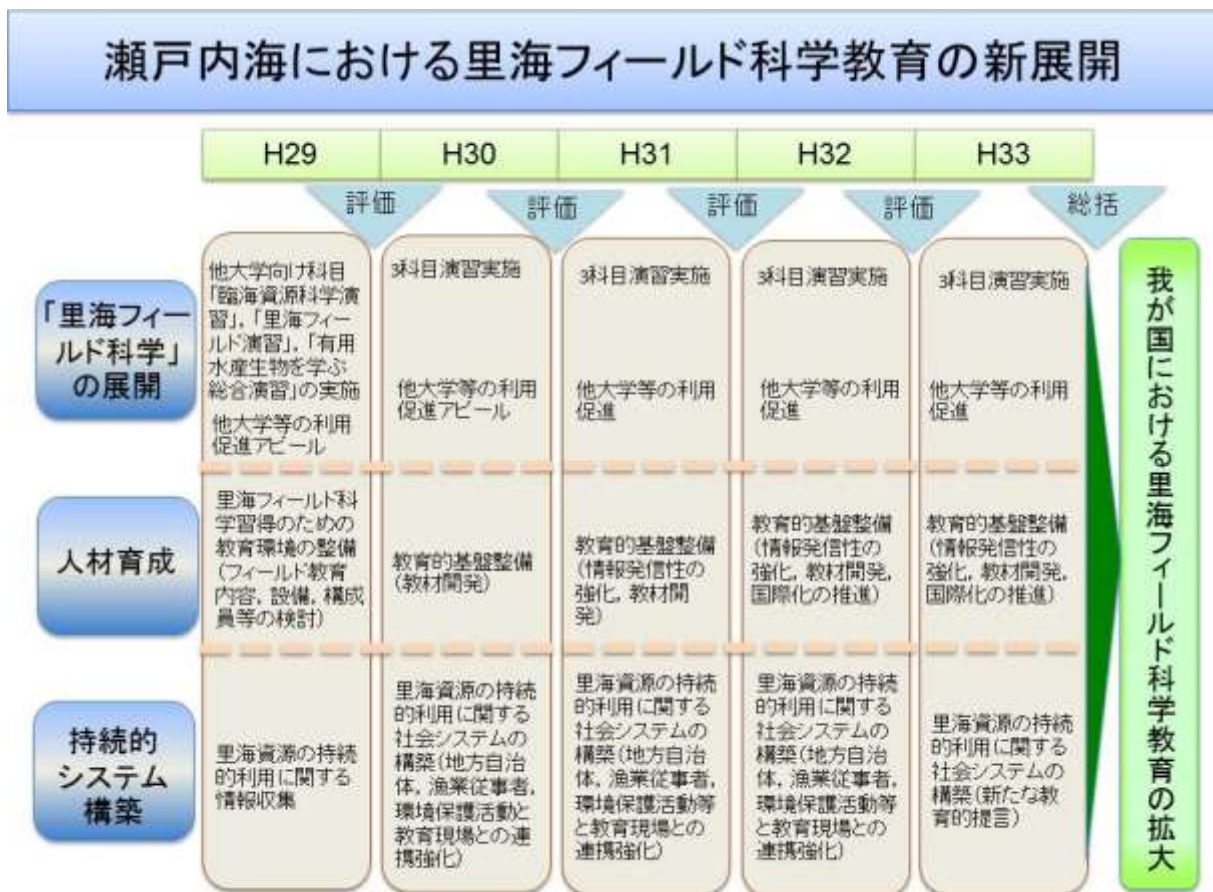 瀬戸内海における里海フィールド科学教育の新展開
H29
H30
H31
H32
H33
評価
評価
評価
評価
総括
「里海フィー
ルド科学」
の展開
他大学向け科目
「臨海資源科学演
習」,「里海フィー
ルド演習」,「有用
水産生物を学ぶ
総合演習」の実施
他大学等の利用
促進アピール
3科目演習実施
他大学等の利用
促進アピール
3科目演習実施
他大学等の利用
促進
3科目演習実施
他大学等の利用
促進
3科目演習実施
他大学等の利用
促進
人材育成
里海フィールド科
学習得のための
教育環境の整備
(フィールド教育
内容,設備,構成
員等の検討)
教育的基盤整備
(教材開発)
教育的基盤整備
(情報発信性の
強化,教材開
発)
教育的基盤整備
(情報発信性の
強化,教材開発,
国際化の推進)
教育的基盤整備
(情報発信性の
強化,教材開発,
国際化の推進)
持続的
システム
構築
里海資源の持続
的利用に関する
情報収集
里海資源の持続
的利用に関する
社会システムの
構築(地方自治
体,漁業従事者,
環境保護活動と
教育現場との連
携強化)
里海資源の持続
的利用に関する
社会システムの
構築(地方自治
体,漁業従事者,
環境保護活動等
と教育現場との
連携強化)
里海資源の持続
的利用に関する
社会システムの
構築(地方自治
体,漁業従事者,
環境保護活動等
と教育現場との
連携強化)
里海資源の持続
的利用に関する
社会システムの
構築(新たな教
育的提言)
我が国における里海フィールド科学教育の拡大